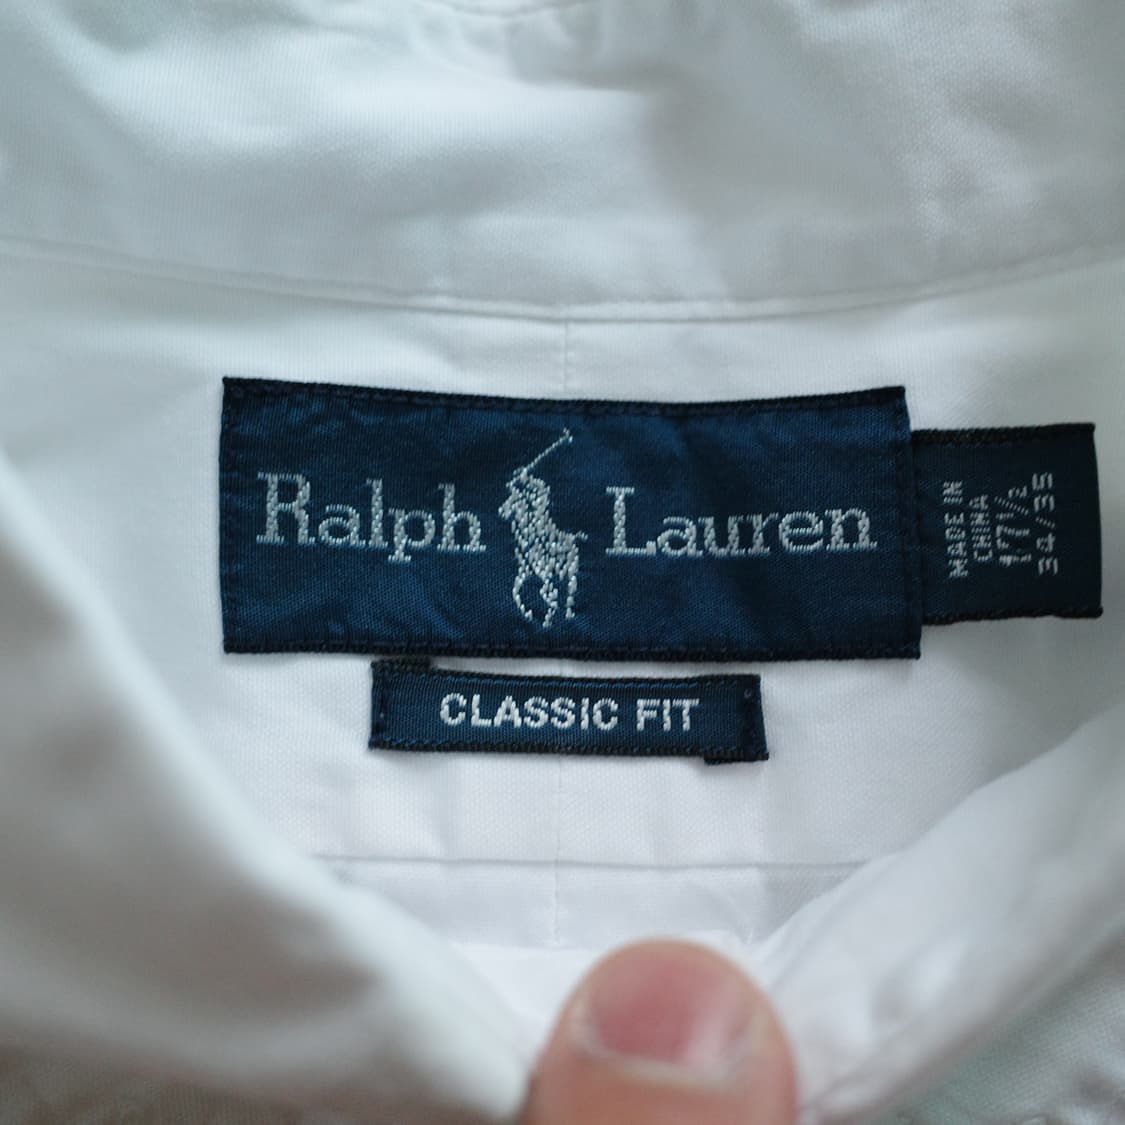 Ralph Lauren
CLASSIC FIT
MADE IN
CHINA
17½
34/35